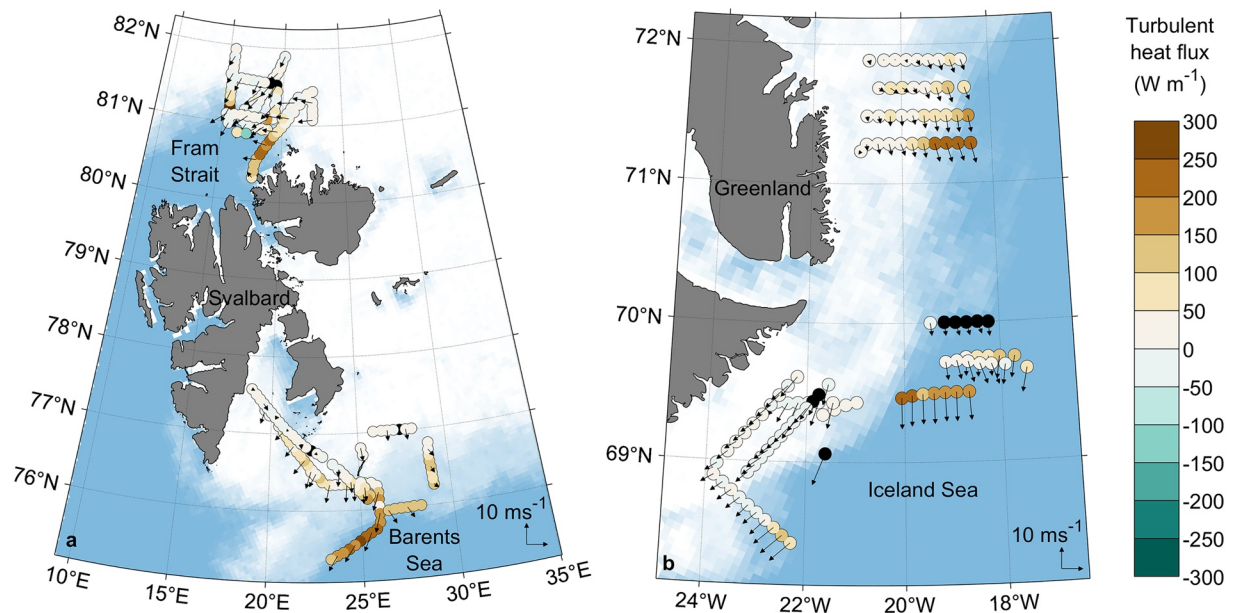 82°N
81°N
80°N
79°N
78°N
77°N
76°N
10°E
15°E
20°E
25°E
30°E
35°E
Fram
Strait
Svalbard
Barents
Sea
10 ms⁻¹
a
72°N
71°N
70°N
69°N
24°W
22°W
20°W
18°W
Greenland
Iceland Sea
10 ms⁻¹
b
Turbulent
heat flux
(W m⁻¹)
300
250
200
150
100
50
0
-50
-100
-150
-200
-250
-300